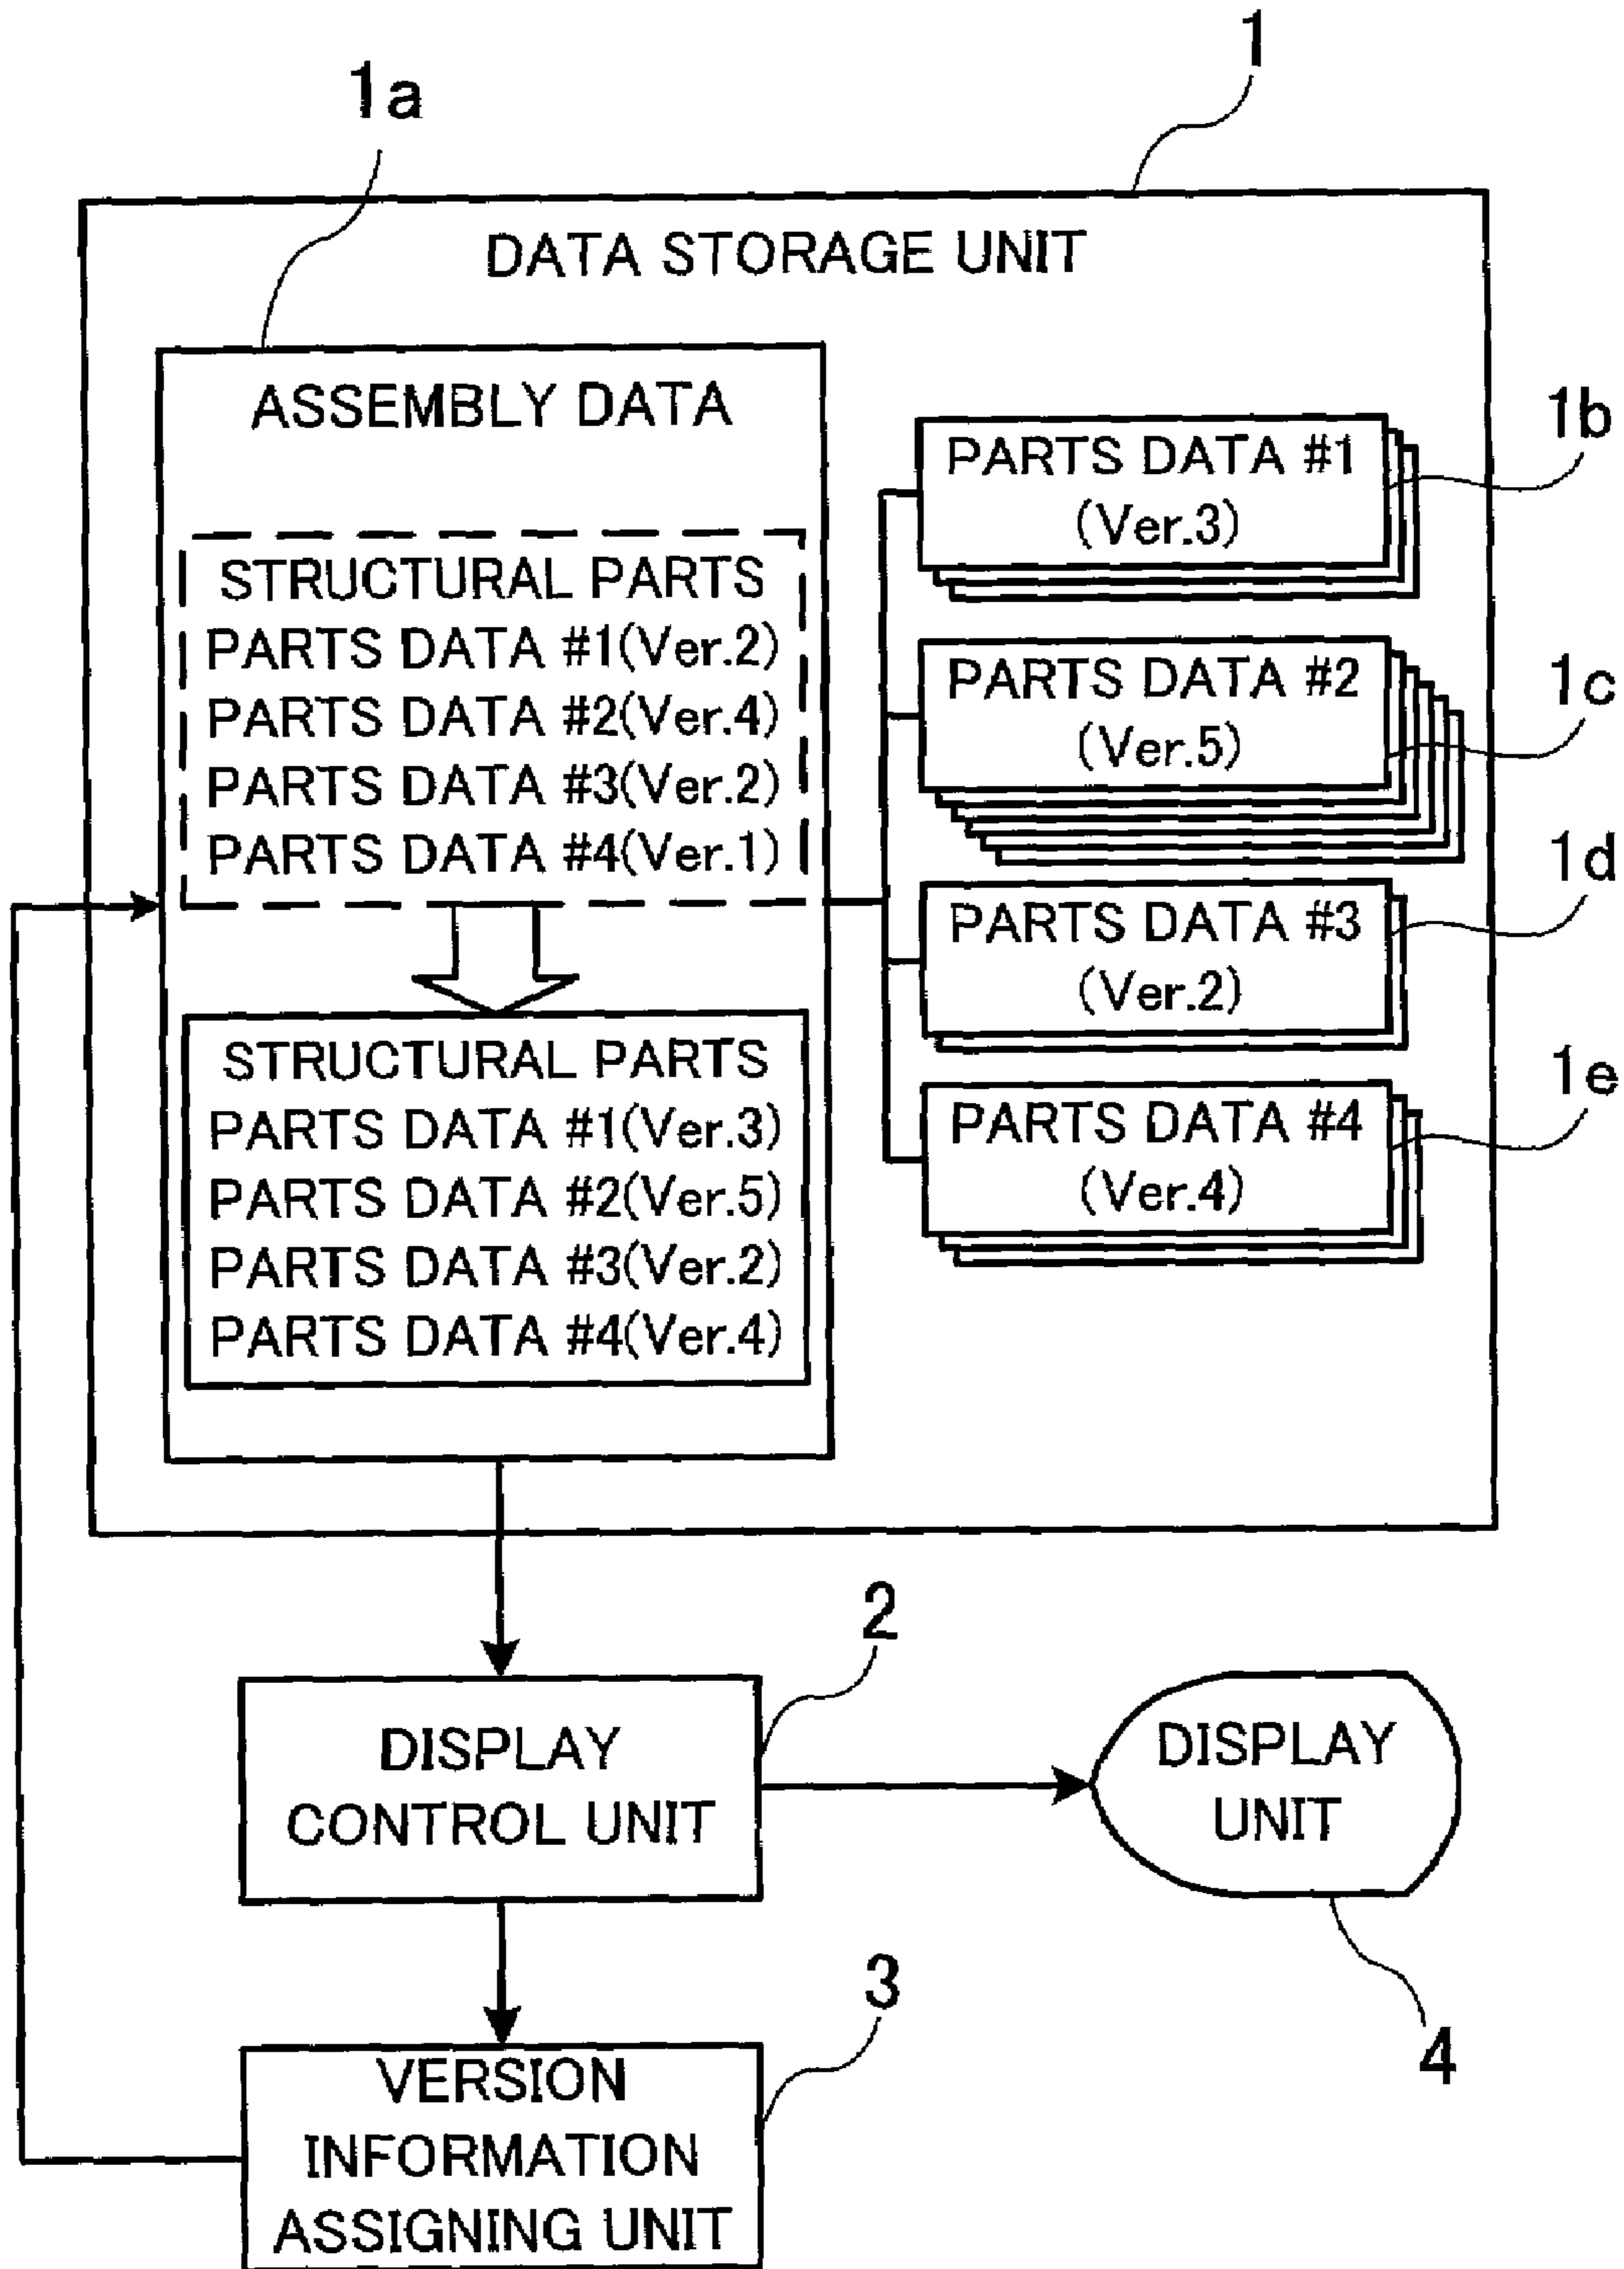 1
1a
DATA STORAGE UNIT
ASSEMBLY DATA
STRUCTURAL PARTS
PARTS DATA #1(Ver.2)
PARTS DATA #2(Ver.4)
PARTS DATA #3(Ver.2)
PARTS DATA #4(Ver.1)
STRUCTURAL PARTS
PARTS DATA #1(Ver.3)
PARTS DATA #2(Ver.5)
PARTS DATA #3(Ver.2)
PARTS DATA #4(Ver.4)
PARTS DATA #1
(Ver.3)
1b
PARTS DATA #2
(Ver.5)
1c
PARTS DATA #3
(Ver.2)
1d
PARTS DATA #4
(Ver.4)
1e
2
DISPLAY
CONTROL UNIT
DISPLAY
UNIT
4
3
VERSION
INFORMATION
ASSIGNING UNIT